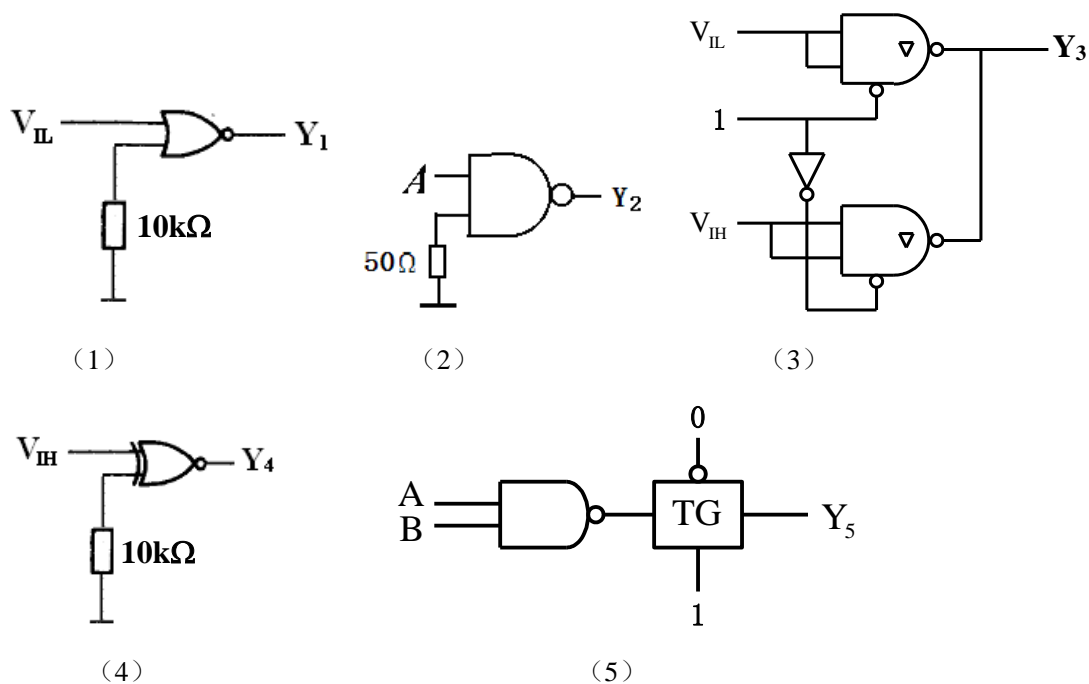 V_IL
Y_1
10kΩ
（1）
A
Y_2
50Ω
（2）
V_IL
Y_3
1
V_IH
（3）
V_IH
Y_4
10kΩ
（4）
0
A
B
TG
Y_5
1
（5）